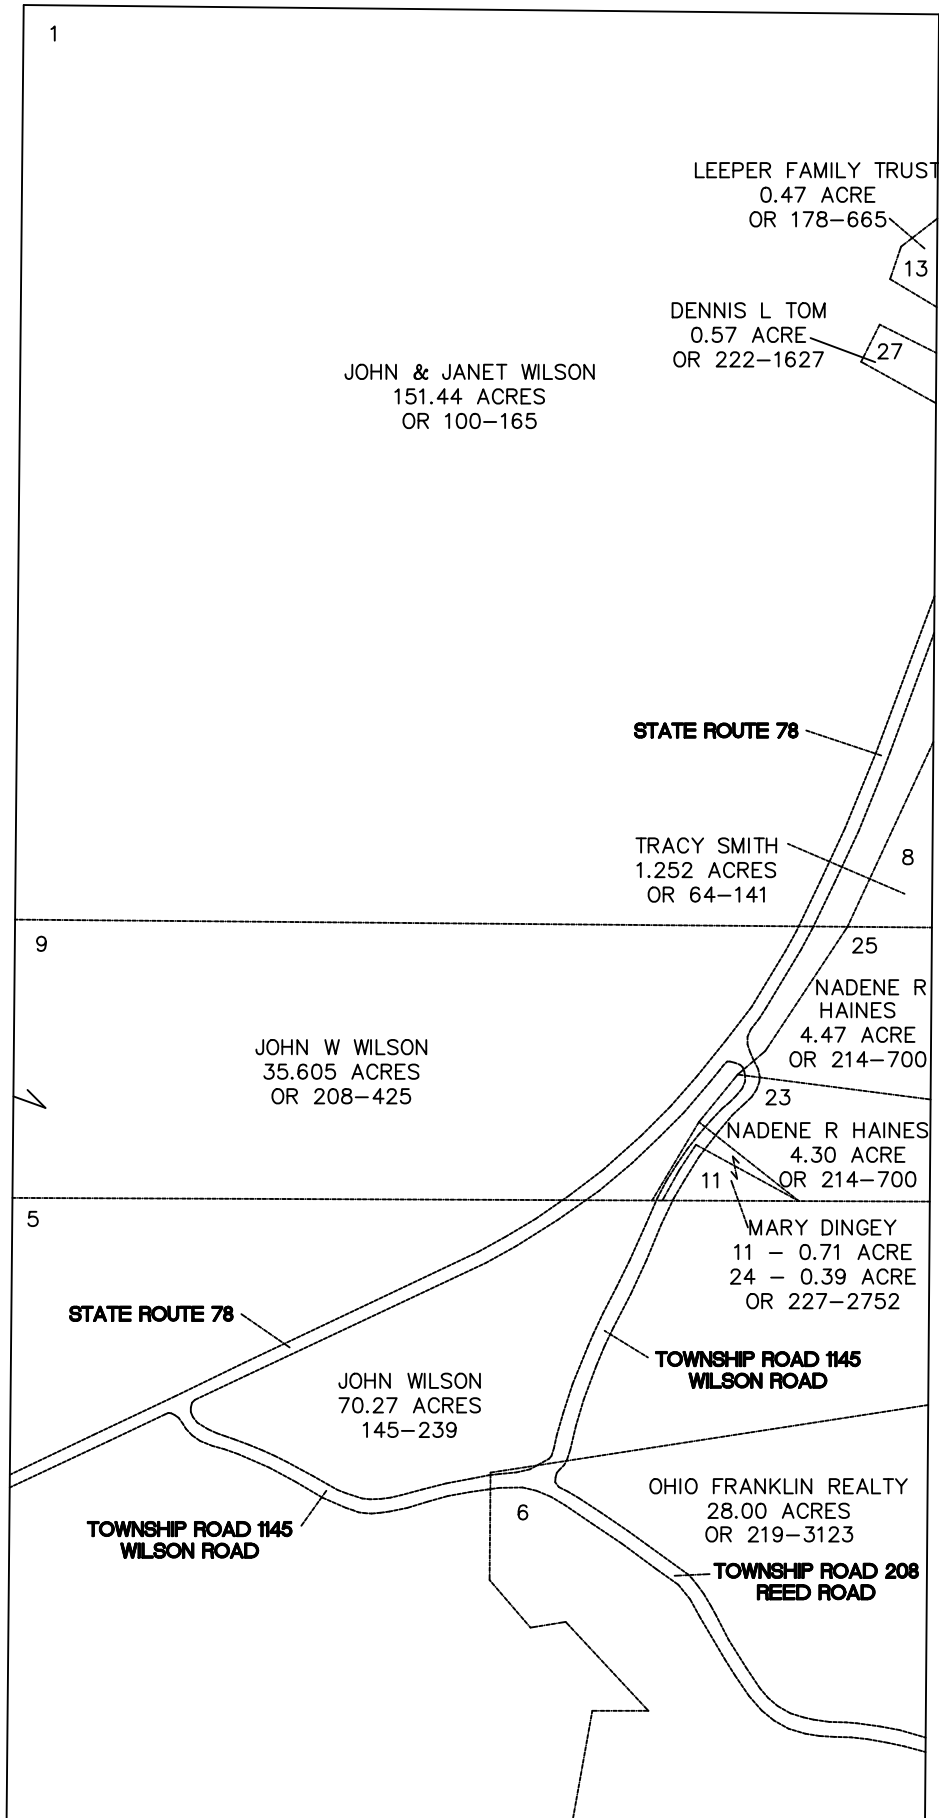 1
LEEPER FAMILY TRUST
0.47 ACRE
OR 178-665
13
DENNIS L TOM
0.57 ACRE
OR 222-1627
27
JOHN & JANET WILSON
151.44 ACRES
OR 100-165
STATE ROUTE 78
TRACY SMITH
1.252 ACRES
OR 64-141
8
9
25
NADENE R
HAINES
4.47 ACRE
OR 214-700
JOHN W WILSON
35.605 ACRES
OR 208-425
23
NADENE R HAINES
4.30 ACRE
OR 214-700
11
5
MARY DINGEY
11 - 0.71 ACRE
24 - 0.39 ACRE
OR 227-2752
STATE ROUTE 78
TOWNSHIP ROAD 1145
WILSON ROAD
JOHN WILSON
70.27 ACRES
145-239
OHIO FRANKLIN REALTY
28.00 ACRES
OR 219-3123
6
TOWNSHIP ROAD 1145
WILSON ROAD
TOWNSHIP ROAD 208
REED ROAD